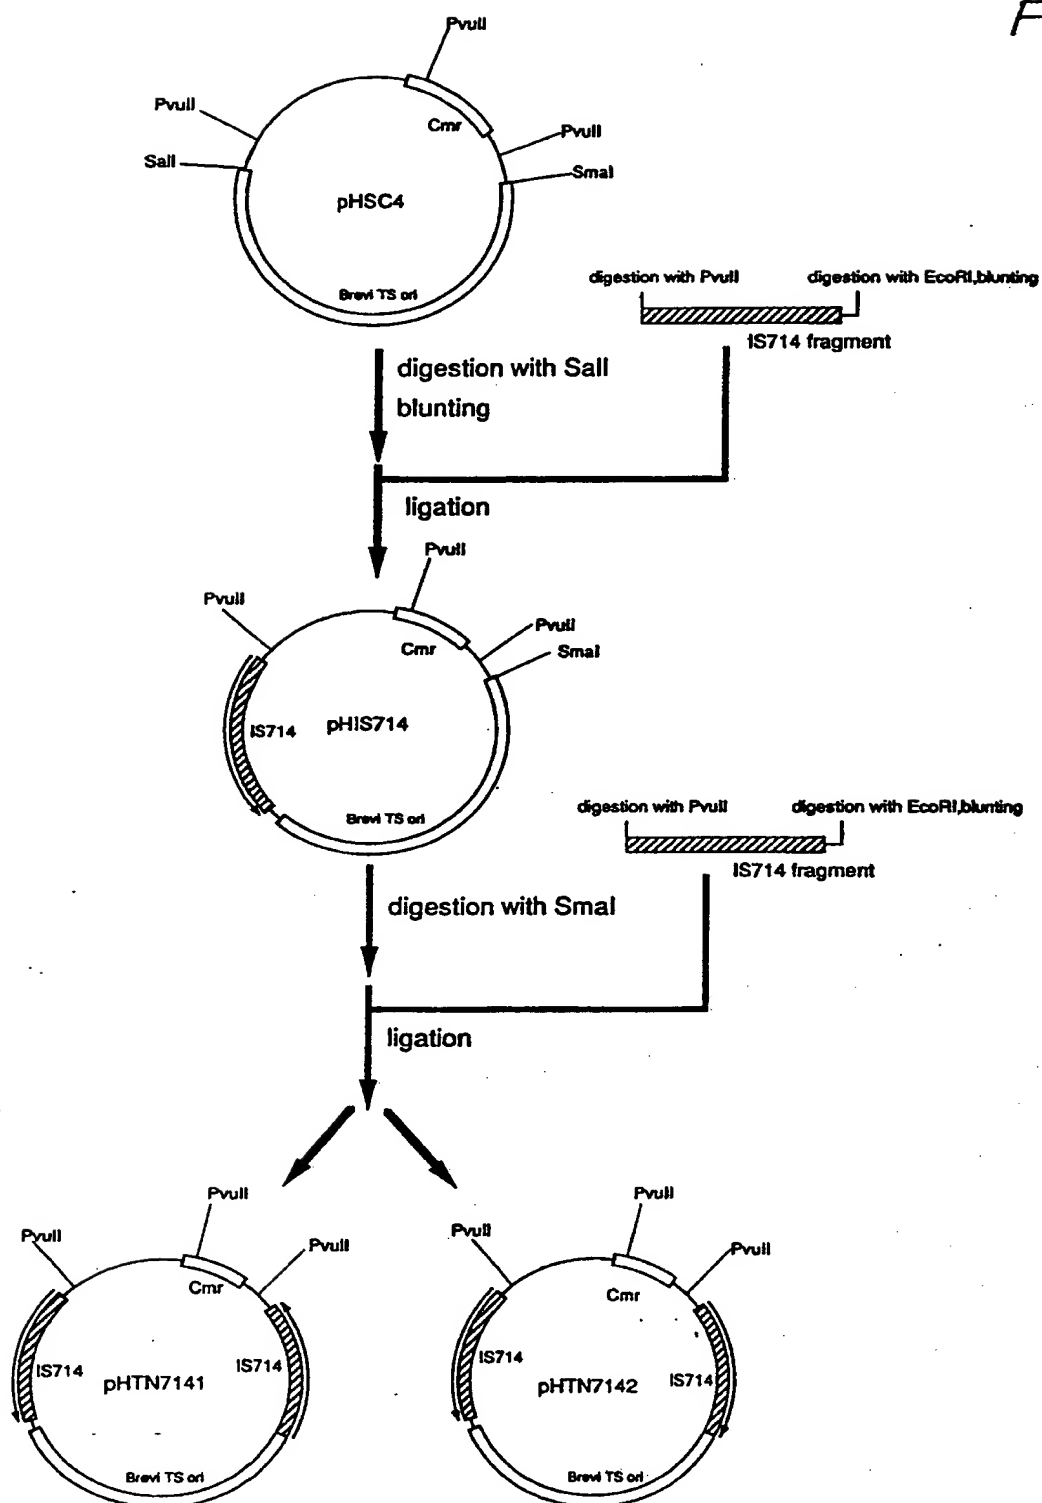 F
PvuII
PvuII
Cmr
PvuII
SalI
SmaI
pHSC4
Brevi TS ori
digestion with PvuII
digestion with EcoRI,blunting
IS714 fragment
digestion with SalI
blunting
ligation
PvuII
PvuII
PvuII
Cmr
SmaI
IS714
pHIS714
Brevi TS ori
digestion with PvuII
digestion with EcoRI,blunting
IS714 fragment
digestion with SmaI
ligation
PvuII
PvuII
PvuII
Cmr
IS714
IS714
pHTN7141
Brevi TS ori
PvuII
PvuII
PvuII
Cmr
IS714
IS714
pHTN7142
Brevi TS ori